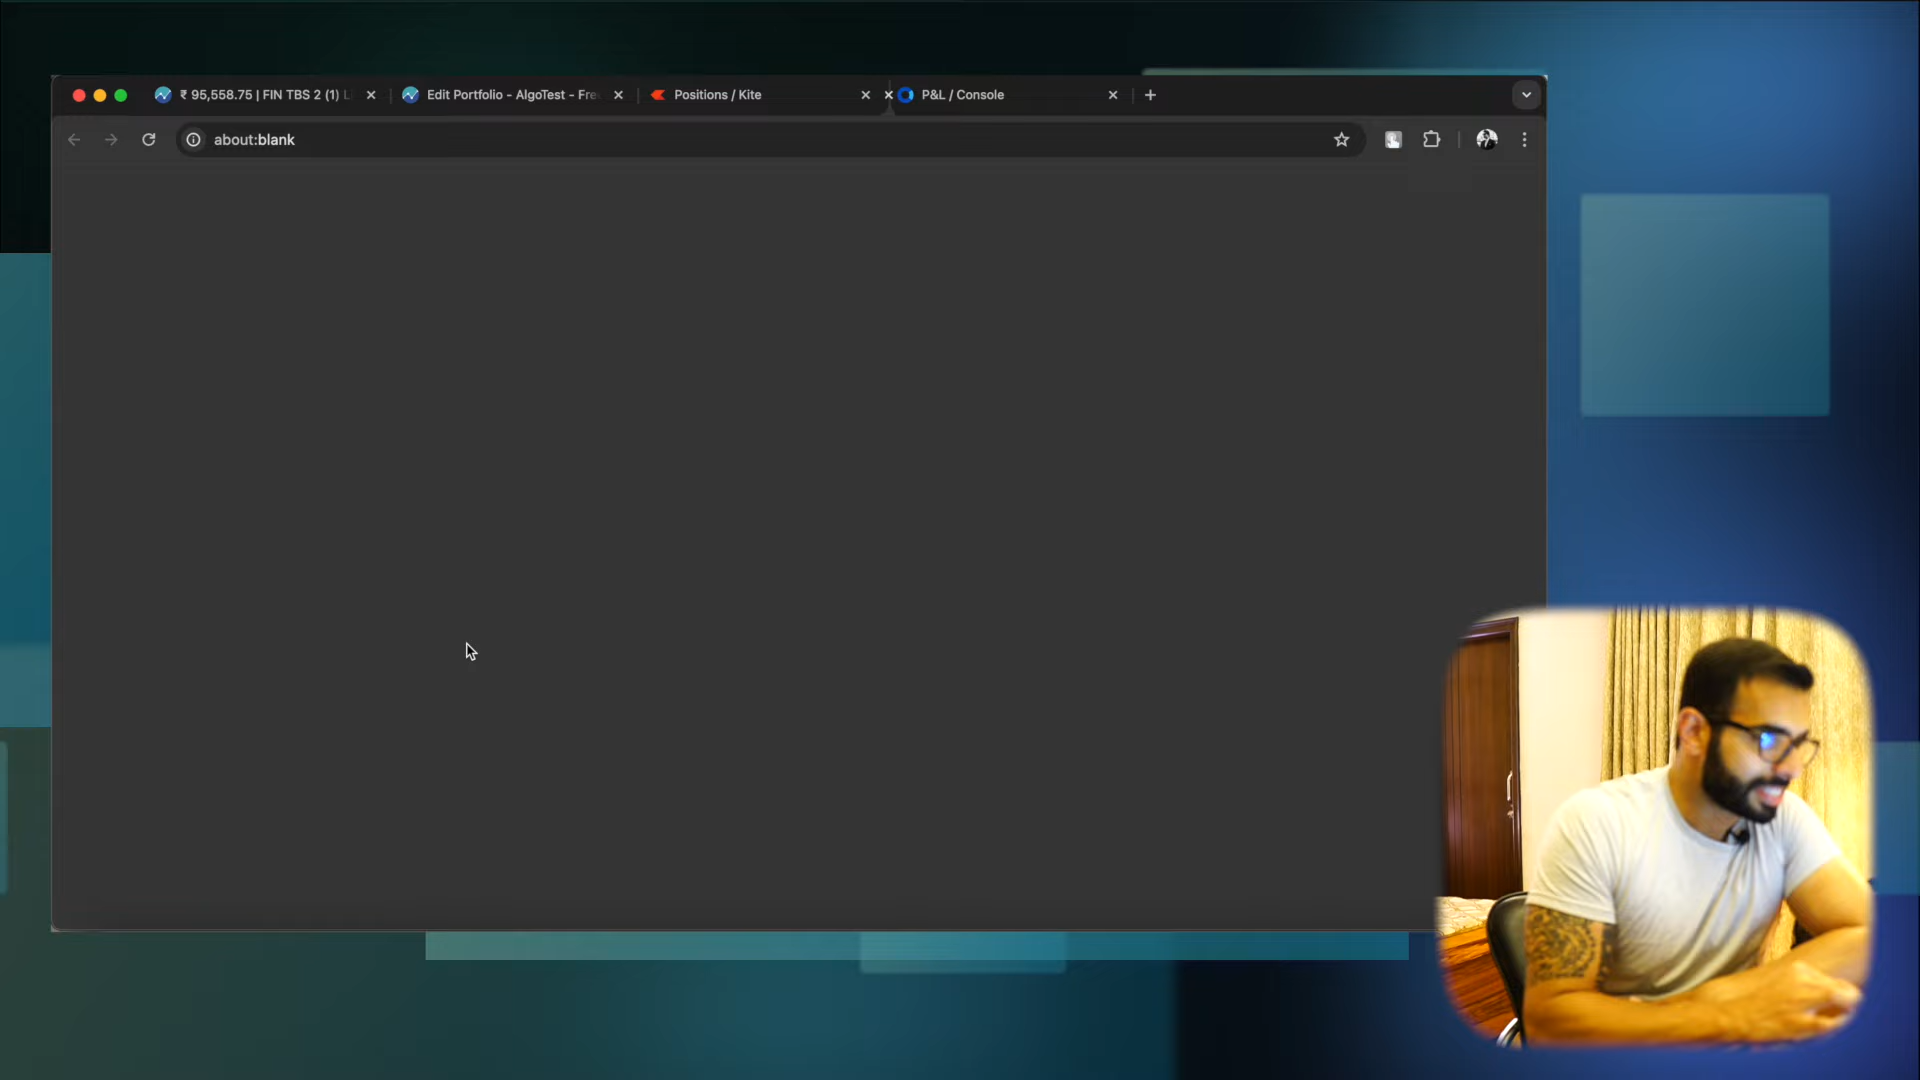 ₹ 95,558.75 | FIN TBS 2 (1) L
Edit Portfolio - AlgoTest - Fre
Positions / Kite
P&L / Console
about:blank